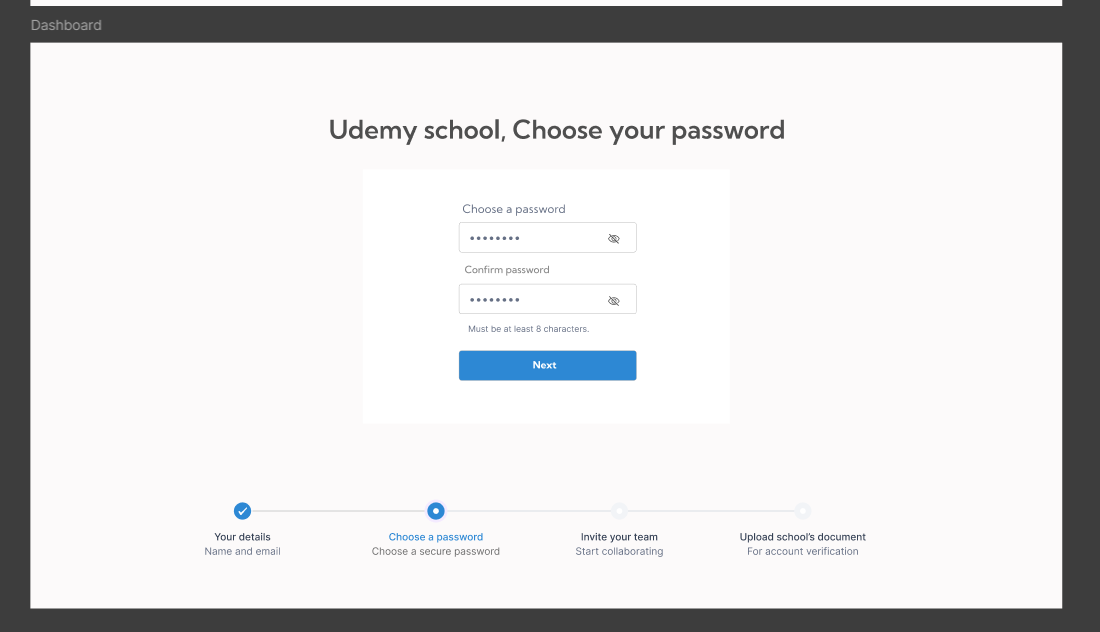 Dashboard
Udemy school, Choose your password
Choose a password
••••••••
Confirm password
••••••••
Must be at least 8 characters.
Next
Your details
Name and email
Choose a password
Choose a secure password
Invite your team
Start collaborating
Upload school's document
For account verification